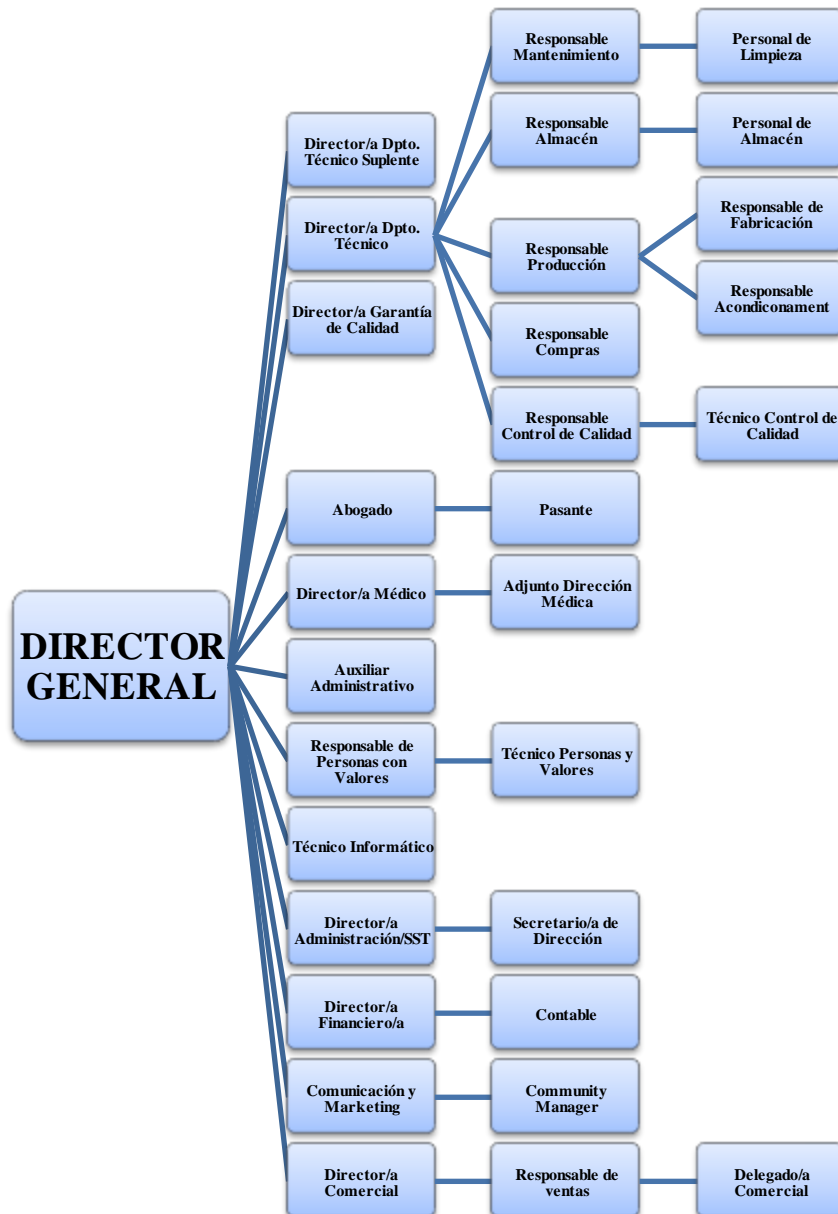 Responsable
Mantenimiento
Personal de
Limpieza
Responsable
Almacén
Personal de
Almacén
Director/a Dpto.
Técnico Suplente
Director/a Dpto.
Técnico
Responsable
Producción
Responsable de
Fabricación
Responsable
Acondiconament
Director/a Garantía
de Calidad
Responsable
Compras
Responsable
Control de Calidad
Técnico Control de
Calidad
Abogado
Pasante
Director/a Médico
Adjunto Dirección
Médica
DIRECTOR
GENERAL
Auxiliar
Administrativo
Responsable de
Personas con
Valores
Técnico Personas y
Valores
Técnico Informático
Director/a
Administración/SST
Secretario/a de
Dirección
Director/a
Financiero/a
Contable
Comunicación y
Marketing
Community
Manager
Director/a
Comercial
Responsable de
ventas
Delegado/a
Comercial